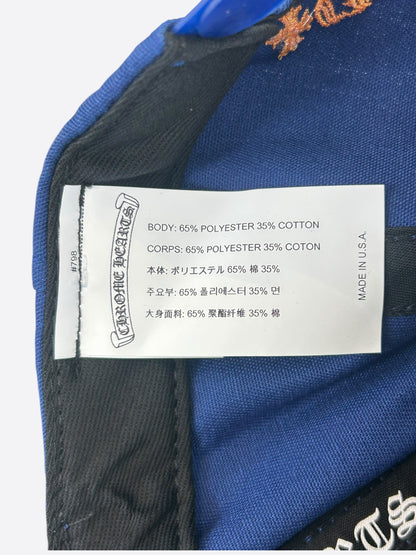 #798
CHROME HEARTS
BODY: 65% POLYESTER 35% COTTON
CORPS: 65% POLYESTER 35% COTON
本体: ポリエステル 65% 棉 35%
주요부: 65% 폴리에스터 35% 면
大身面料: 65% 聚酯纤维 35% 棉
MADE IN U.S.A.